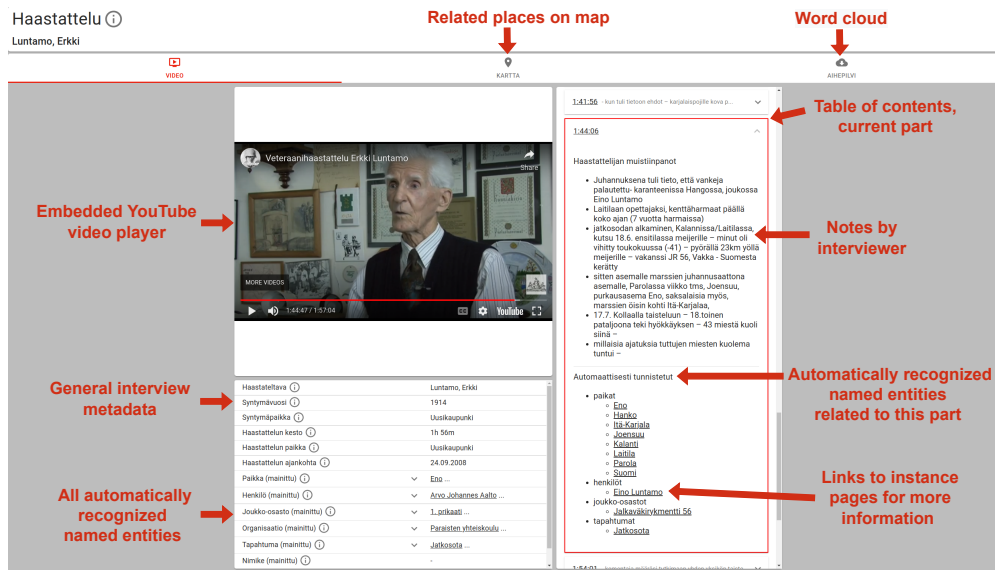 Haastattelu
Luntamo, Erkki
Related places on map
Word cloud
VIDEO
KARTTA
AIHEPILVI
Embedded YouTube
video player
Veteraanihaastattelu Erkki Luntamo
Share
MORE VIDEOS
1:44:47 / 1:57:04
CC
YouTube
General interview
metadata
All automatically
recognized
named entities
Haastateltava Luntamo, Erkki
Syntymävuosi 1914
Syntymäpaikka Uusikaupunki
Haastattelun kesto 1h 56m
Haastattelun paikka Uusikaupunki
Haastattelun ajankohta 24.09.2008
Paikka (mainittu) Eno ...
Henkilö (mainittu) Arvo Johannes Aalto ...
Joukko-osasto (mainittu) 1. prikaati ...
Organisaatio (mainittu) Paraisten yhteiskoulu ...
Tapahtuma (mainittu) Jatkosota ...
Nimike (mainittu) -
1:41:56 - kun tuli tietoon ehdot – karjalaispojille kova p...
1:44:06
Haastattelijan muistiinpanot
• Juhannuksena tuli tieto, että vankeja
palautettu- karanteenissa Hangossa, joukossa
Eino Luntamo
• Laitilaan opettajaksi, kenttäharmaat päällä
koko ajan (7 vuotta harmaissa)
• jatkosodan alkaminen, Kalannissa/Laitilassa,
kutsu 18.6. ensitilassa meijerille – minut oli
vihitty toukokuussa (-41) – pyörällä 23km yöllä
meijerille – vakanssi JR 56, Vakka - Suomesta
kerätty
• sitten asemalle marssien juhannusaattona
asemalle, Parolassa viikko tms, Joensuu,
purkausasema Eno, saksalaisia myös,
marssien öisin kohti Itä-Karjalaa,
• 17.7. Kollaalla taisteluun – 18.toinen
pataljoona teki hyökkäyksen – 43 miestä kuoli
siinä –
• millaisia ajatuksia tuttujen miesten kuolema
tuntui –
Automaattisesti tunnistetut
• paikat
Eno
Hanko
Itä-Karjala
Joensuu
Kalanti
Laitila
Parola
Suomi
• henkilöt
Eino Luntamo
• joukko-osastot
Jalkaväkirykmentti 56
• tapahtumat
Jatkosota
1:54:01
Table of contents,
current part
Notes by
interviewer
Automatically recognized
named entities
related to this part
Links to instance
pages for more
information